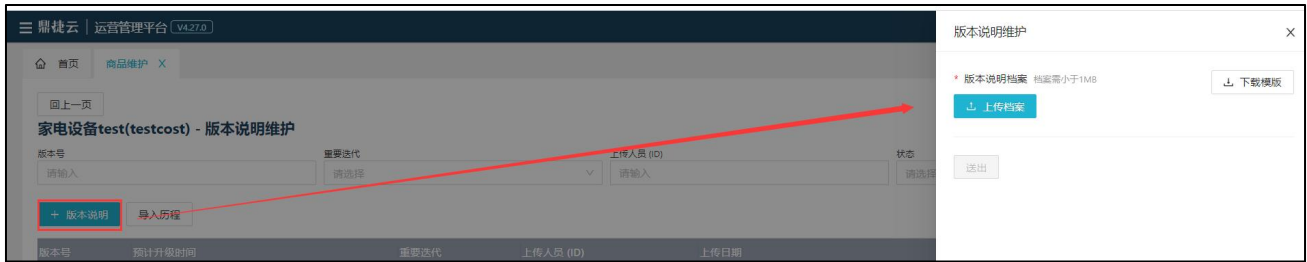 鼎捷云 | 运营管理平台 V4.27.0
首页 商品维护 X
回上一页
家电设备test(testcost) - 版本说明维护
版本号 重要迭代 上传人员 (ID) 状态
请输入 请选择 请输入 请选择
+ 版本说明 导入历程
版本号 预计升级时间 重要迭代 上传人员 (ID) 上传日期
版本说明维护 X
* 版本说明档案 档案需小于1MB
下载模版
上传档案
送出